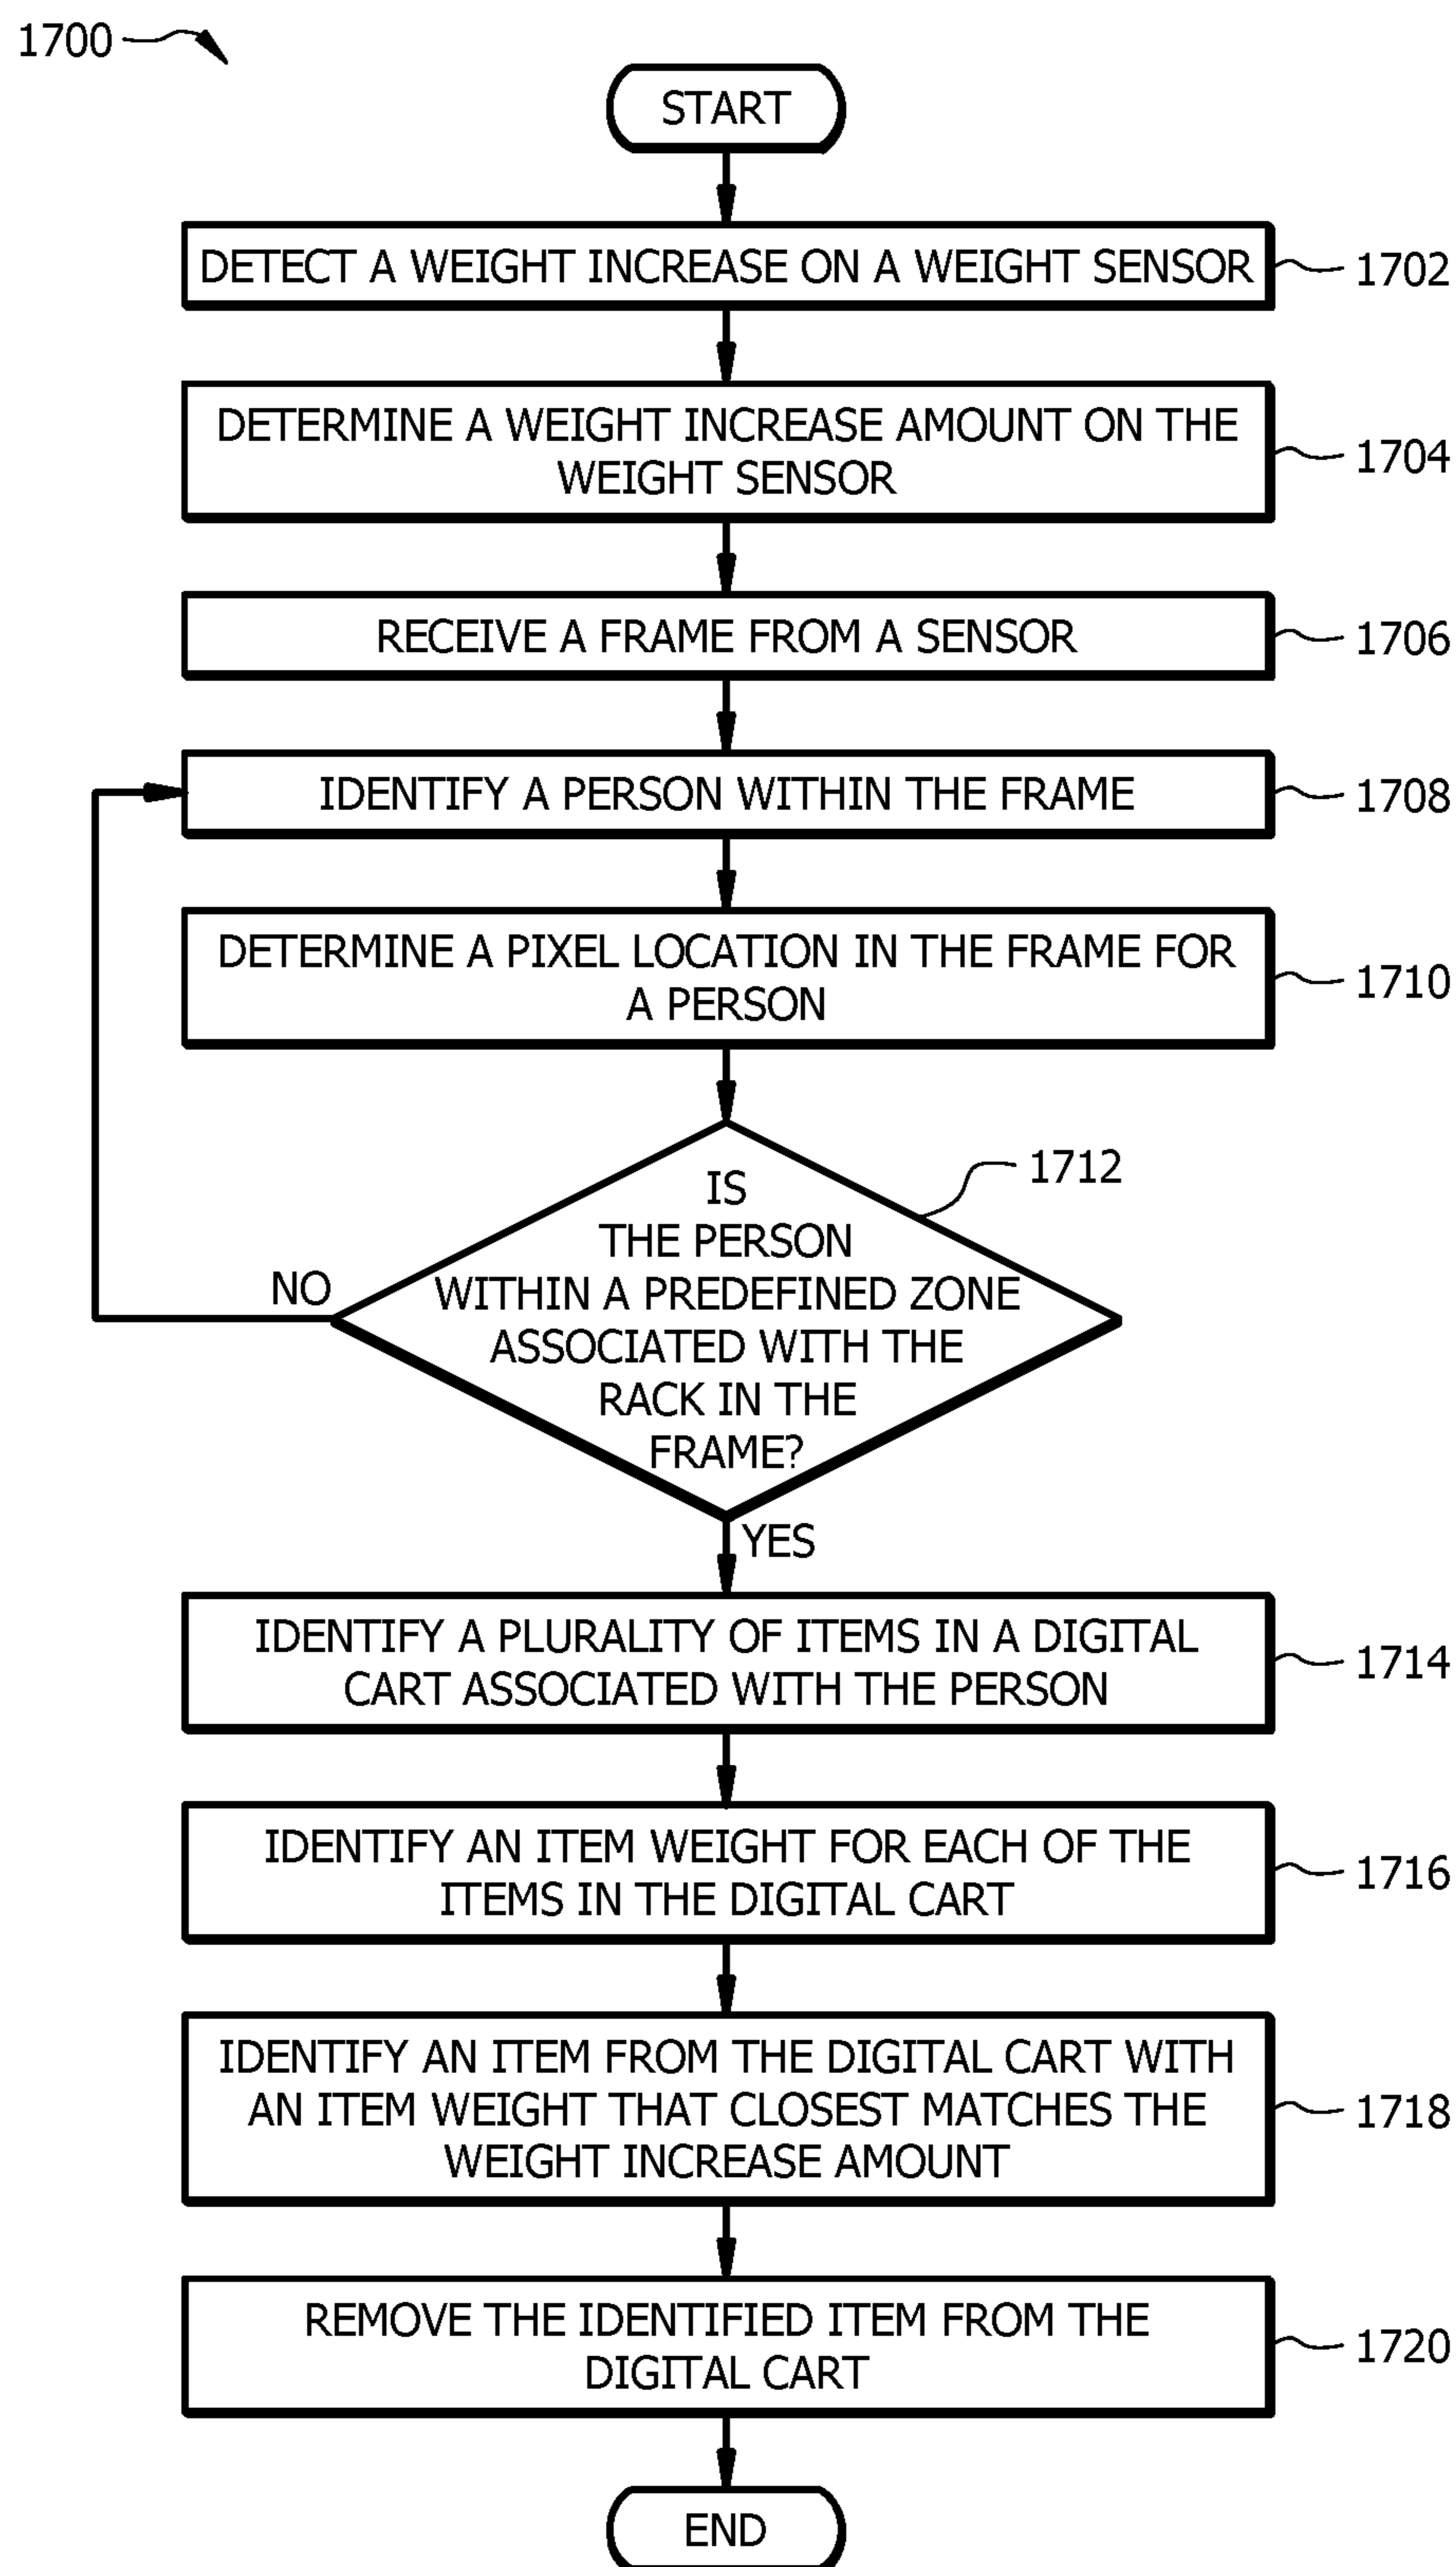 1700
START
DETECT A WEIGHT INCREASE ON A WEIGHT SENSOR
1702
DETERMINE A WEIGHT INCREASE AMOUNT ON THE
WEIGHT SENSOR
1704
RECEIVE A FRAME FROM A SENSOR
1706
IDENTIFY A PERSON WITHIN THE FRAME
1708
DETERMINE A PIXEL LOCATION IN THE FRAME FOR
A PERSON
1710
IS
THE PERSON
WITHIN A PREDEFINED ZONE
ASSOCIATED WITH THE
RACK IN THE
FRAME?
1712
NO
YES
IDENTIFY A PLURALITY OF ITEMS IN A DIGITAL
CART ASSOCIATED WITH THE PERSON
1714
IDENTIFY AN ITEM WEIGHT FOR EACH OF THE
ITEMS IN THE DIGITAL CART
1716
IDENTIFY AN ITEM FROM THE DIGITAL CART WITH
AN ITEM WEIGHT THAT CLOSEST MATCHES THE
WEIGHT INCREASE AMOUNT
1718
REMOVE THE IDENTIFIED ITEM FROM THE
DIGITAL CART
1720
END